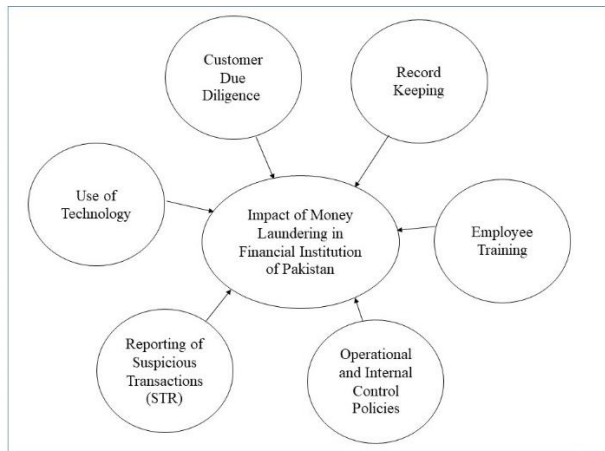 Customer
Due
Diligence
Record
Keeping
Use of
Technology
Impact of Money
Laundering in
Financial Institution
of Pakistan
Employee
Training
Reporting of
Suspicious
Transactions
(STR)
Operational
and Internal
Control
Policies